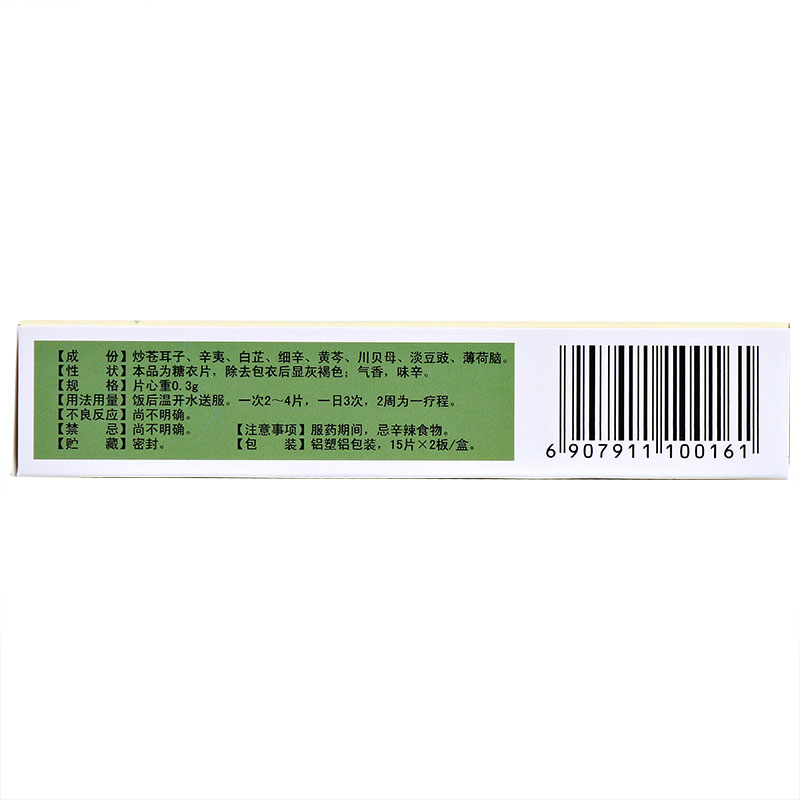 【成　份】炒苍耳子、辛夷、白芷、细辛、黄芩、川贝母、淡豆豉、薄荷脑。
【性　状】本品为糖衣片，除去包衣后显灰褐色；气香，味辛。
【规　格】片心重0.3g
【用法用量】饭后温开水送服。一次2～4片，一日3次，2周为一疗程。
【不良反应】尚不明确。
【禁　忌】尚不明确。 【注意事项】服药期间，忌辛辣食物。
【贮　藏】密封。 【包　装】铝塑铝包装，15片×2板/盒。
6 907911 100161